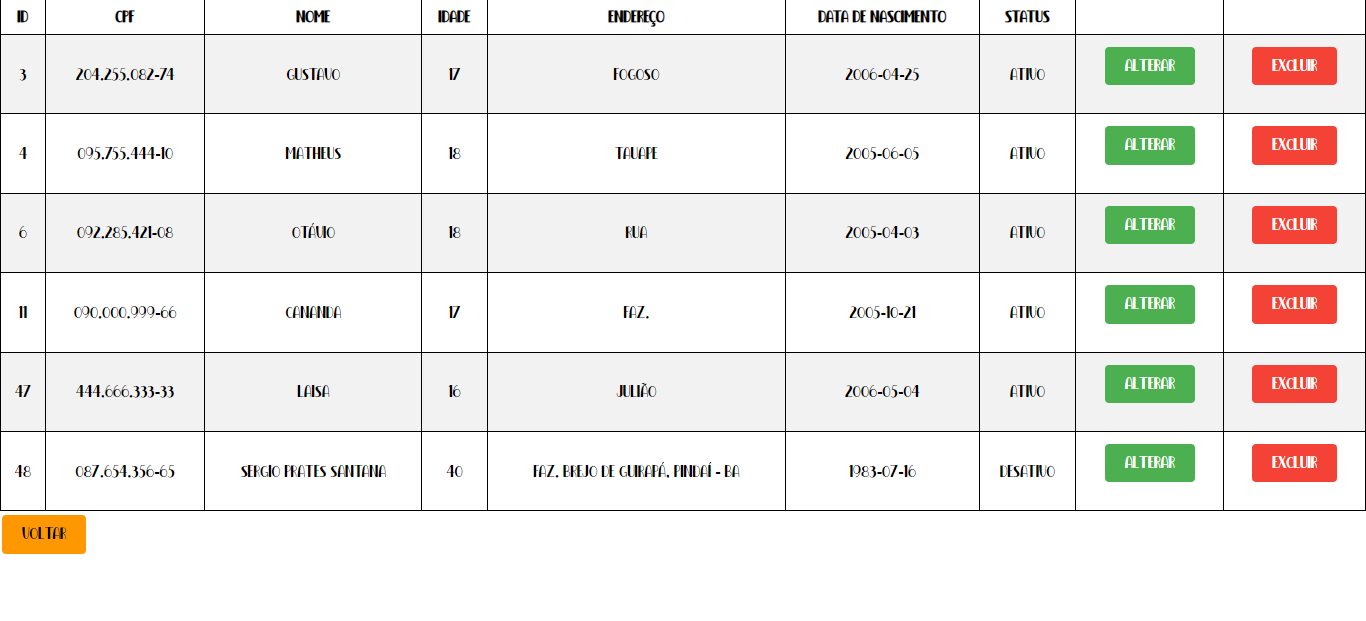 ID CPF NOME IDADE ENDEREÇO DATA DE NASCIMENTO STATUS
3 204.255.082-74 GUSTAVO 17 FOGOSO 2006-04-25 ATIVO ALTERAR EXCLUIR
4 095.755.444-10 MATHEUS 18 TAUAPE 2005-06-05 ATIVO ALTERAR EXCLUIR
6 092.285.421-08 OTÁVIO 18 RUA 2005-04-03 ATIVO ALTERAR EXCLUIR
11 090.000.999-66 CANANDA 17 FAZ. 2005-10-21 ATIVO ALTERAR EXCLUIR
47 444.666.333-33 LAISA 16 JULIÃO 2006-05-04 ATIVO ALTERAR EXCLUIR
48 087.654.356-65 SERGIO PRATES SANTANA 40 FAZ. BREJO DE GUIRAPÁ, PINDAÍ - BA 1983-07-16 DESATIVO ALTERAR EXCLUIR
VOLTAR